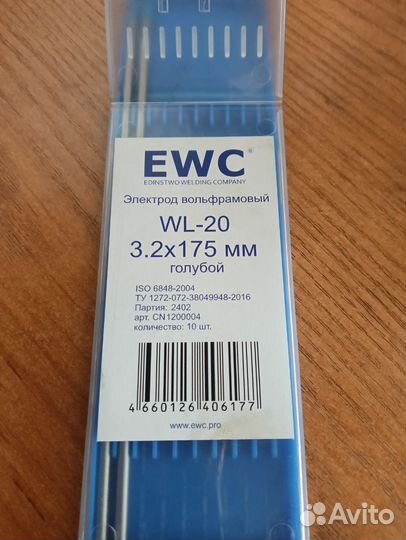 EWC®
EDINSTWO WELDING COMPANY
Электрод вольфрамовый
WL-20
3.2x175 мм
голубой
ISO 6848-2004
ТУ 1272-072-38049948-2016
Партия: 2402
арт. CN1200004
количество: 10 шт.
4 660126 406177
www.ewc.pro
Avito